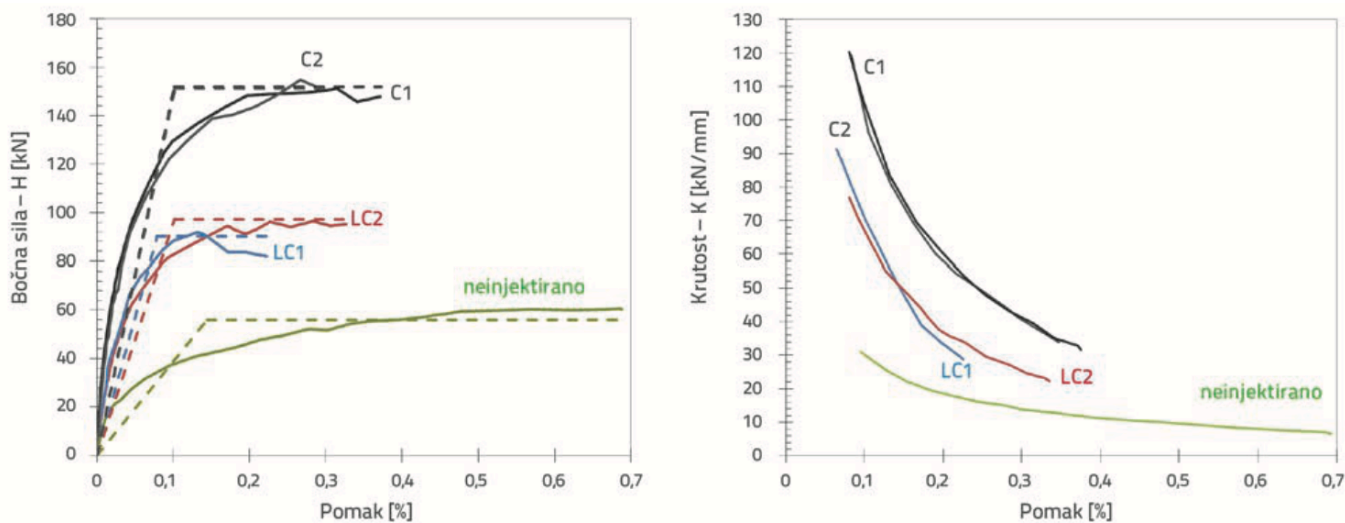 180
160
140
120
100
80
60
40
20
0
Bočna sila – H [kN]
C2
C1
LC2
LC1
neinjektirano
0 0,1 0,2 0,3 0,4 0,5 0,6 0,7
Pomak [%]
130
120
110
100
90
80
70
60
50
40
30
20
10
0
Krutost – K [kN/mm]
C1
C2
LC1
LC2
neinjektirano
0 0,1 0,2 0,3 0,4 0,5 0,6 0,7
Pomak [%]